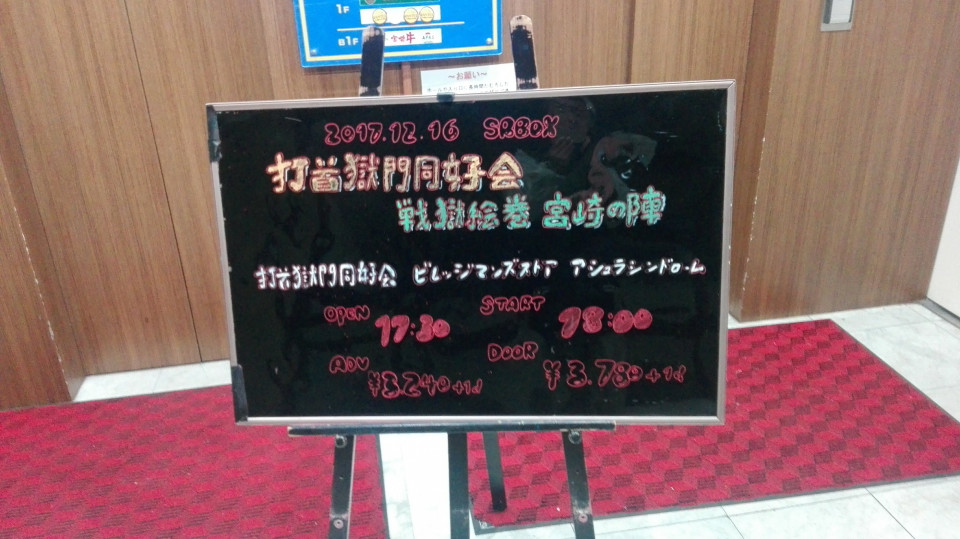 1F
B1F
～お願い～
2017.12.16 SR BOX
打首獄門同好会
戦獄絵巻 宮崎の陣
打首獄門同好会 ビレッジマンズストア アシュラシンドローム
OPEN 17:30 START 18:00
ADV ¥3.240+1d DOOR ¥3.780+1d